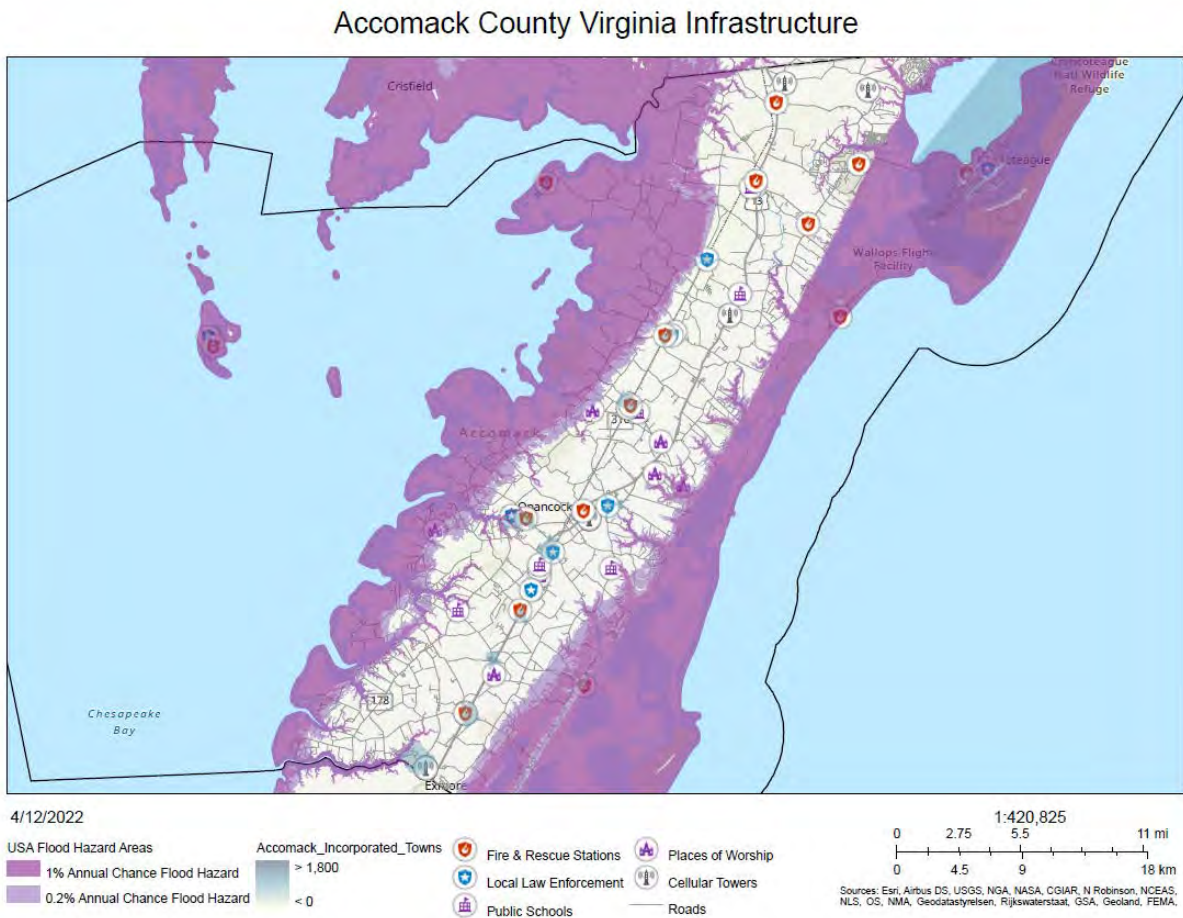 Accomack County Virginia Infrastructure
Crisfield
Natl Wildlife
Refuge
Wallops Flight
Facility
Accomack
Onancock
178
Chesapeake
Bay
Exmore
4/12/2022
1:420,825
0 2.75 5.5 11 mi
0 4.5 9 18 km
USA Flood Hazard Areas
1% Annual Chance Flood Hazard
0.2% Annual Chance Flood Hazard
Accomack_Incorporated_Towns
> 1,800
< 0
Fire & Rescue Stations
Local Law Enforcement
Public Schools
Places of Worship
Cellular Towers
Roads
Sources: Esri, Airbus DS, USGS, NGA, NASA, CGIAR, N Robinson, NCEAS,
NLS, OS, NMA, Geodatastyrelsen, Rijkswaterstaat, GSA, Geoland, FEMA,